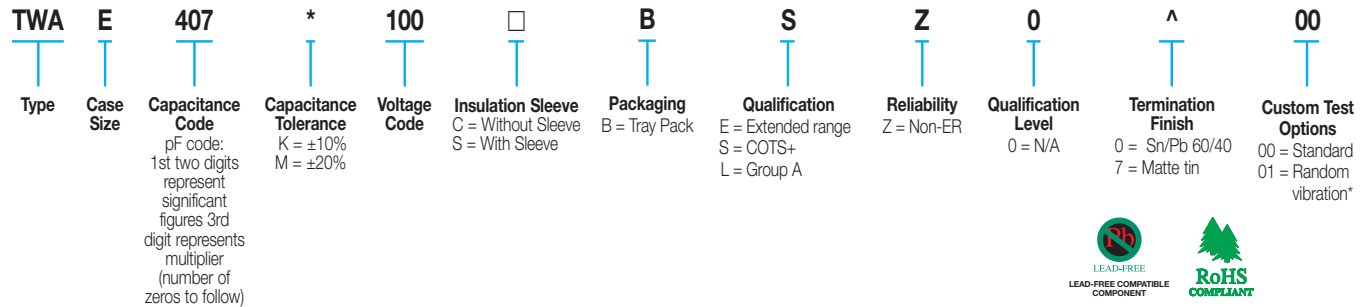 TWA E 407 * 100 □ B S Z 0 ^ 00
Type
Case
Size
Capacitance
Code
pF code:
1st two digits
represent
significant
figures 3rd
digit represents
multiplier
(number of
zeros to follow)
Capacitance
Tolerance
K = ±10%
M = ±20%
Voltage
Code
Insulation Sleeve
C = Without Sleeve
S = With Sleeve
Packaging
B = Tray Pack
Qualification
E = Extended range
S = COTS+
L = Group A
Reliability
Z = Non-ER
Qualification
Level
0 = N/A
Termination
Finish
0 = Sn/Pb 60/40
7 = Matte tin
Custom Test
Options
00 = Standard
01 = Random
vibration*
Pb
LEAD-FREE
LEAD-FREE COMPATIBLE
COMPONENT
RoHS
COMPLIANT